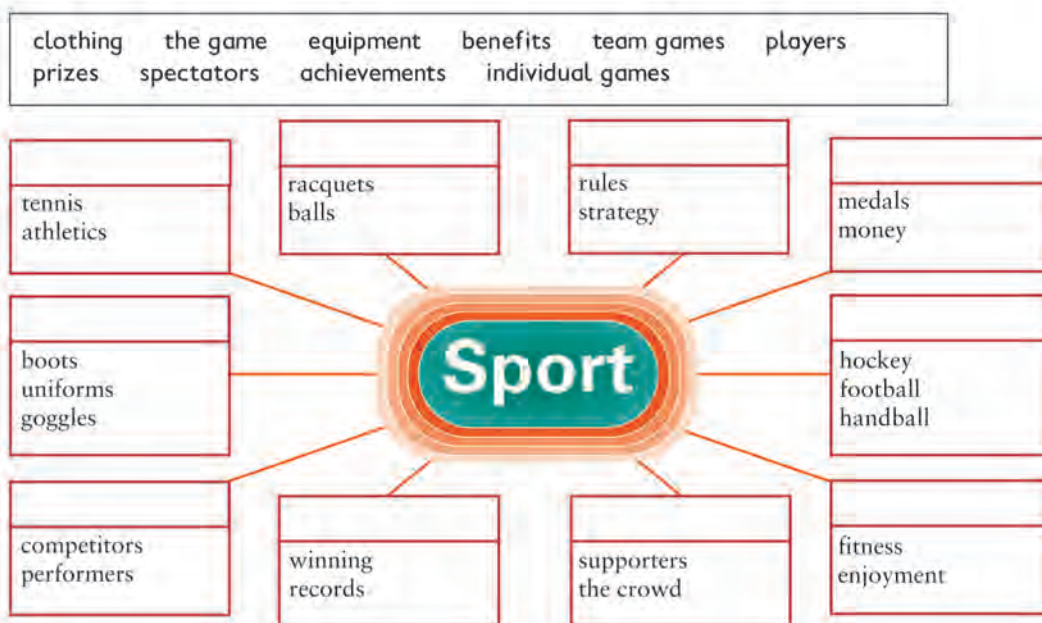 clothing the game equipment benefits team games players
prizes spectators achievements individual games
tennis
athletics
racquets
balls
rules
strategy
medals
money
boots
uniforms
goggles
Sport
hockey
football
handball
competitors
performers
winning
records
supporters
the crowd
fitness
enjoyment